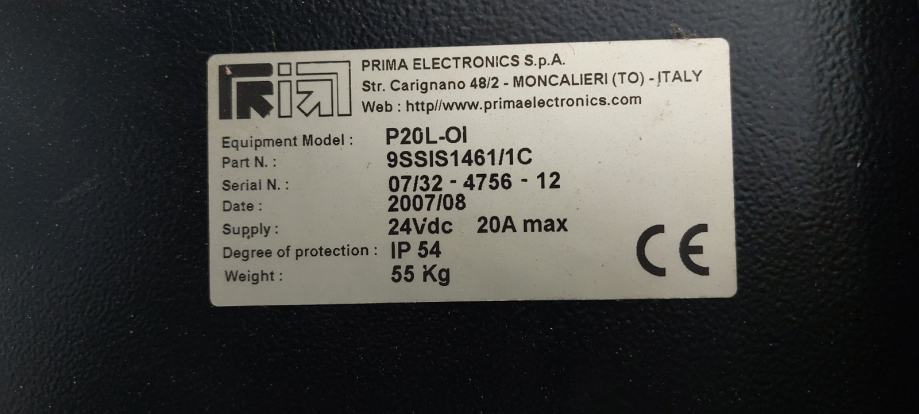 PRIMA ELECTRONICS S.p.A.
Str. Carignano 48/2 - MONCALIERI (TO) - ITALY
Web : http//www.primaelectronics.com
Equipment Model : P20L-OI
Part N. : 9SSIS1461/1C
Serial N. : 07/32 - 4756 - 12
Date : 2007/08
Supply : 24Vdc 20A max
Degree of protection : IP 54
Weight : 55 Kg
CE